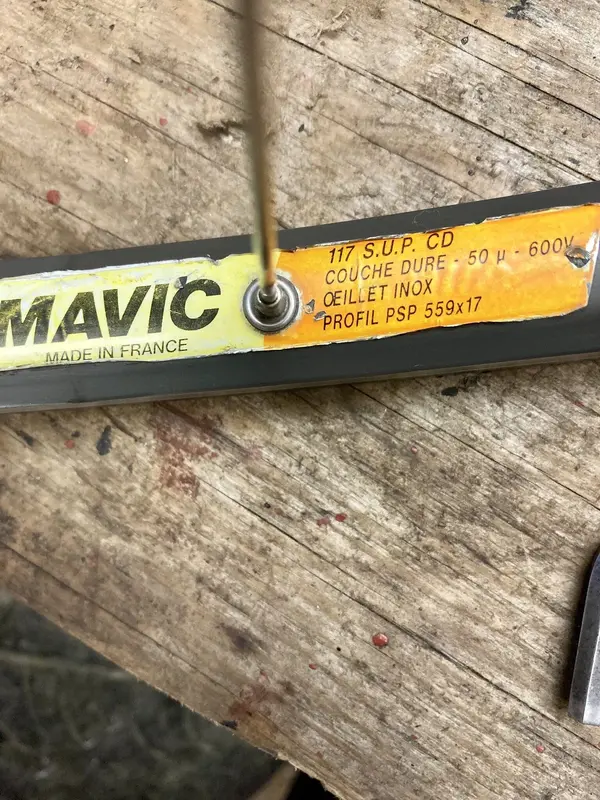 MAVIC
MADE IN FRANCE
117 S.U.P. CD
COUCHE DURE - 50 µ - 600V
ŒILLET INOX
PROFIL PSP 559x17